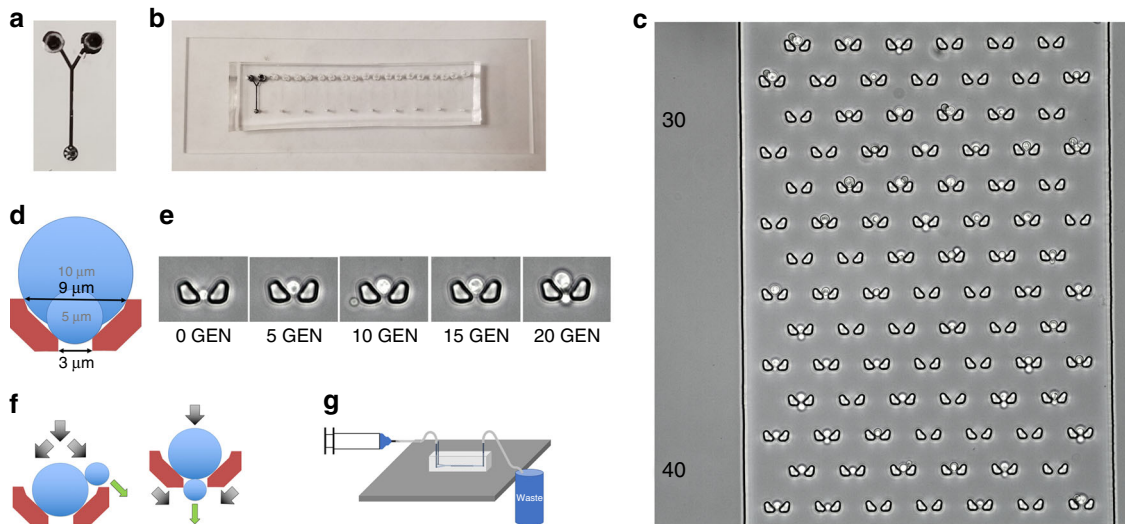 a
b
c
30
40
d
10 μm
9 μm
5 μm
3 μm
e
0 GEN
5 GEN
10 GEN
15 GEN
20 GEN
f
g
Waste